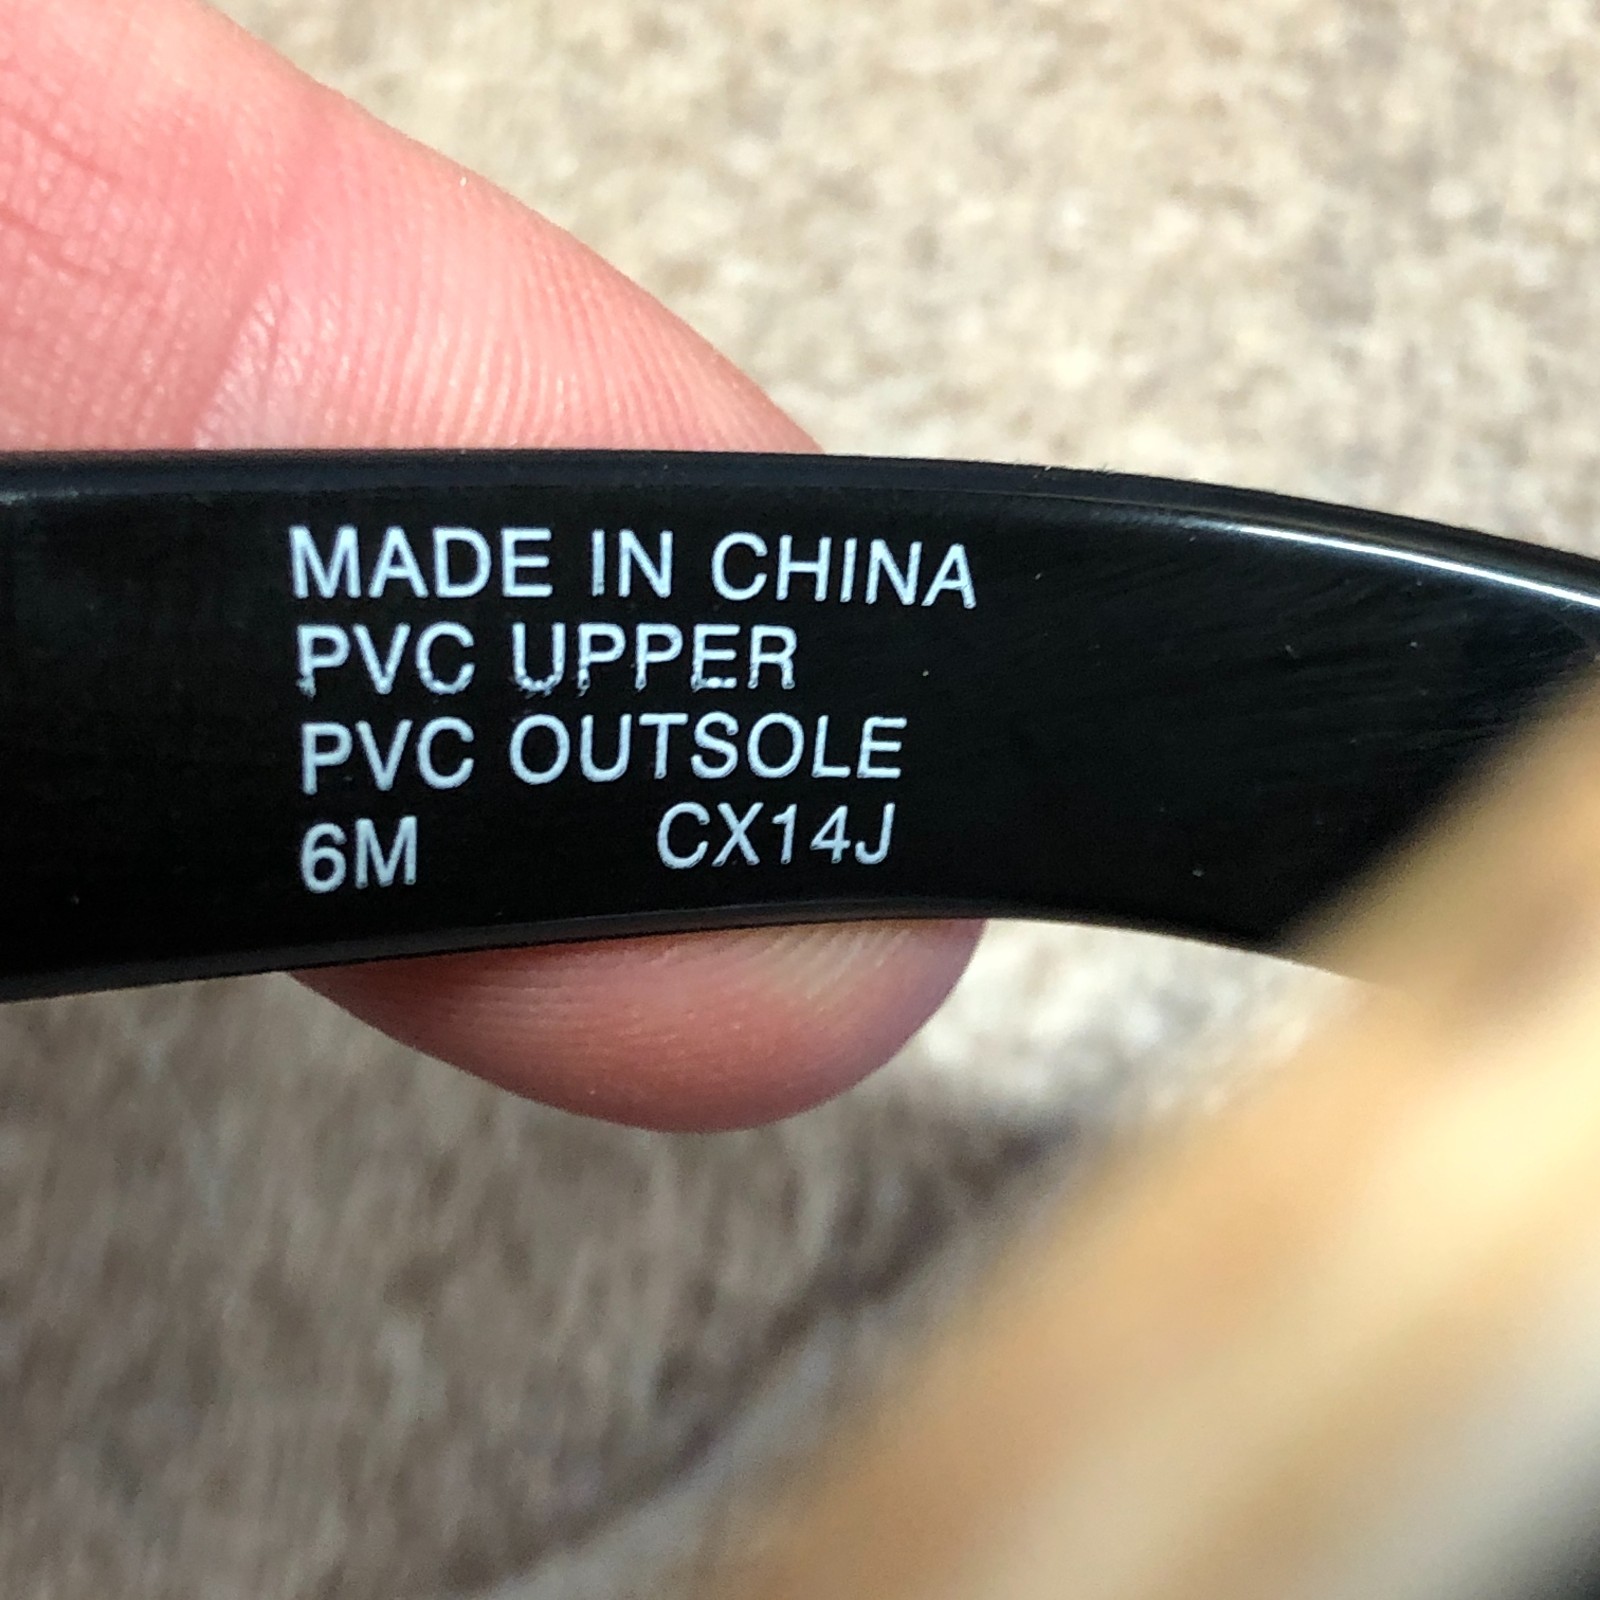 MADE IN CHINA
PVC UPPER
PVC OUTSOLE
6M CX14J